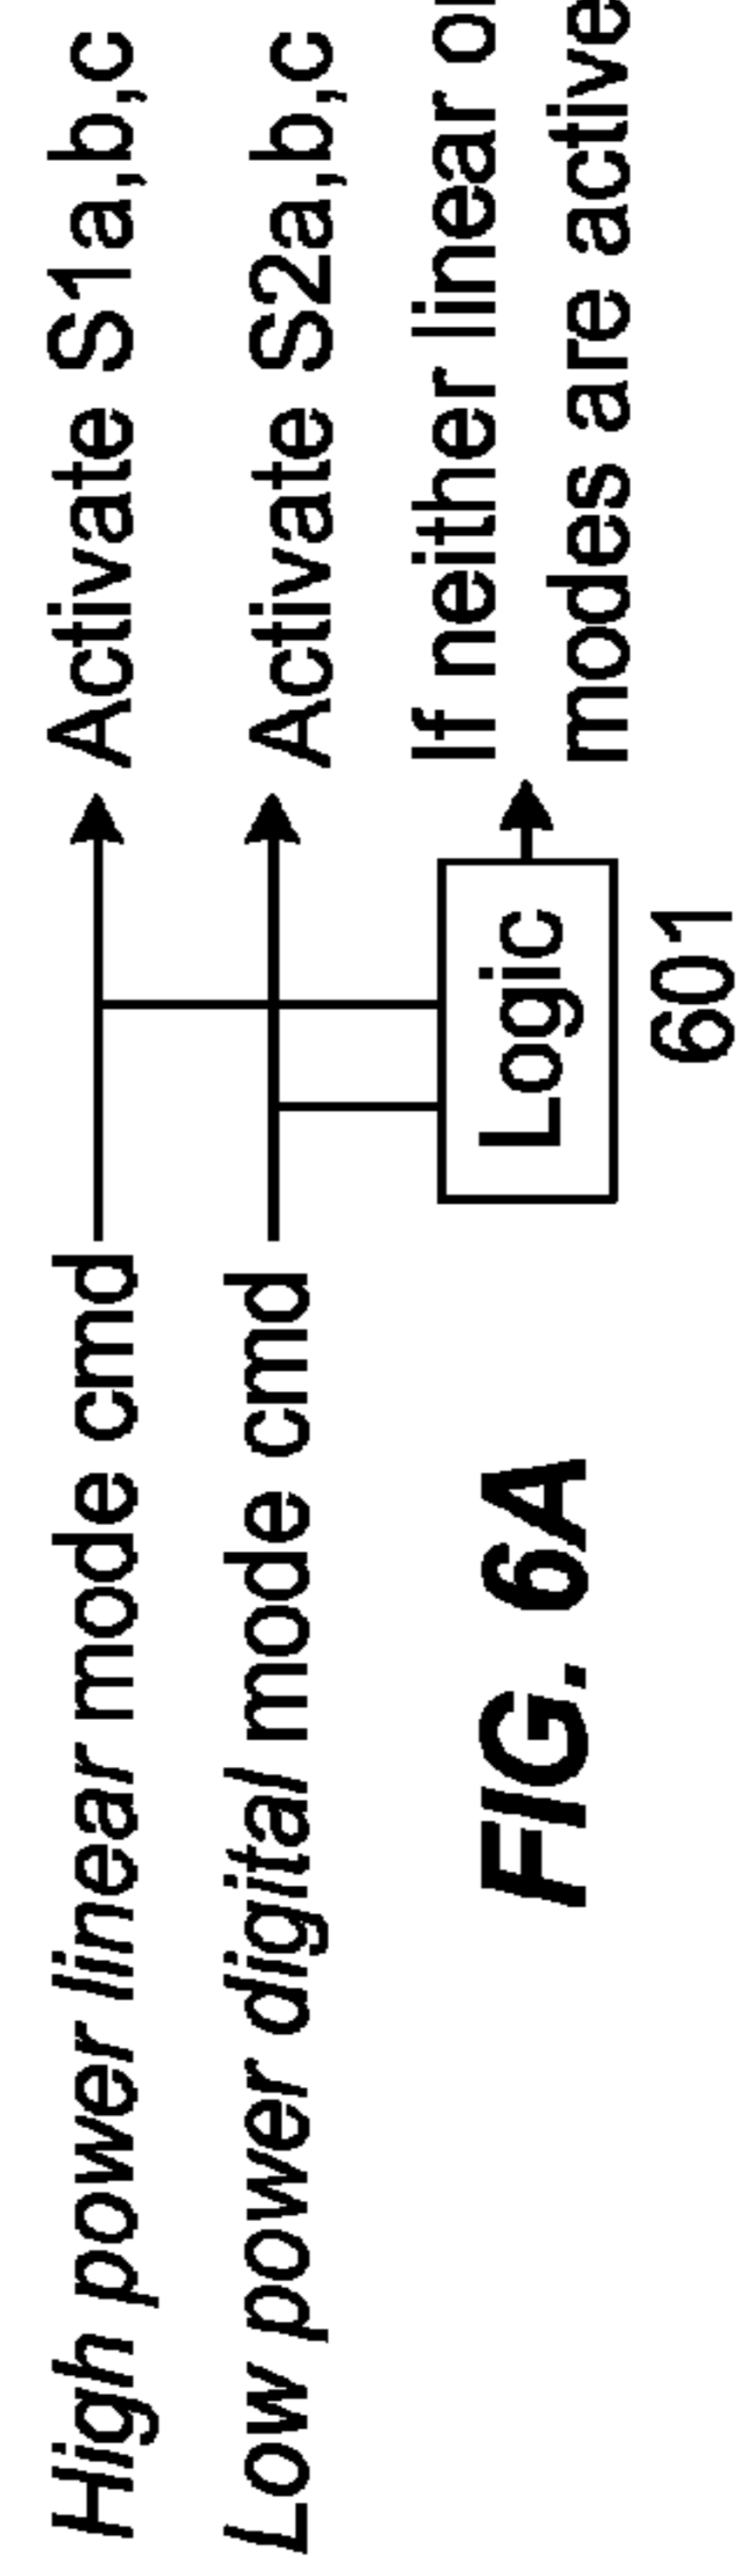 High power linear mode cmd
Activate S1a,b,c
Low power digital mode cmd
Activate S2a,b,c
Logic
If neither linear
modes are active
601
FIG. 6A